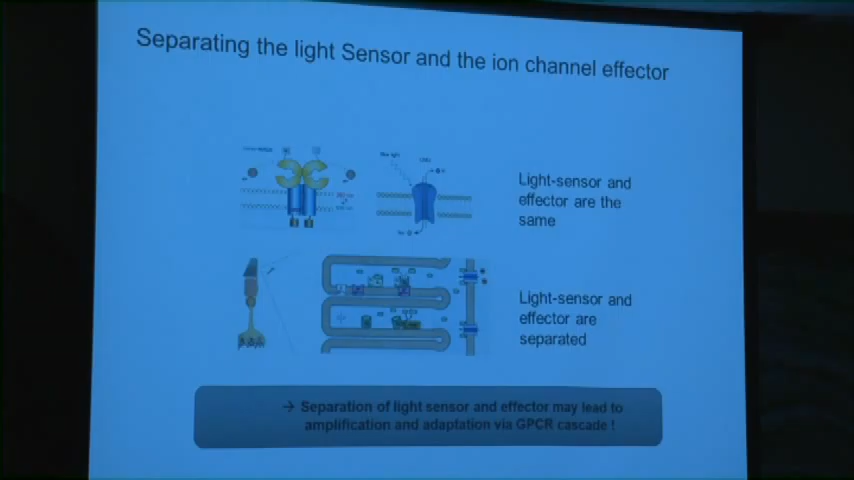 Separating the light Sensor and the ion channel effector
Light-sensor and
effector are the
same
Light-sensor and
effector are
separated
→ Separation of light sensor and effector may lead to
amplification and adaptation via GPCR cascade !